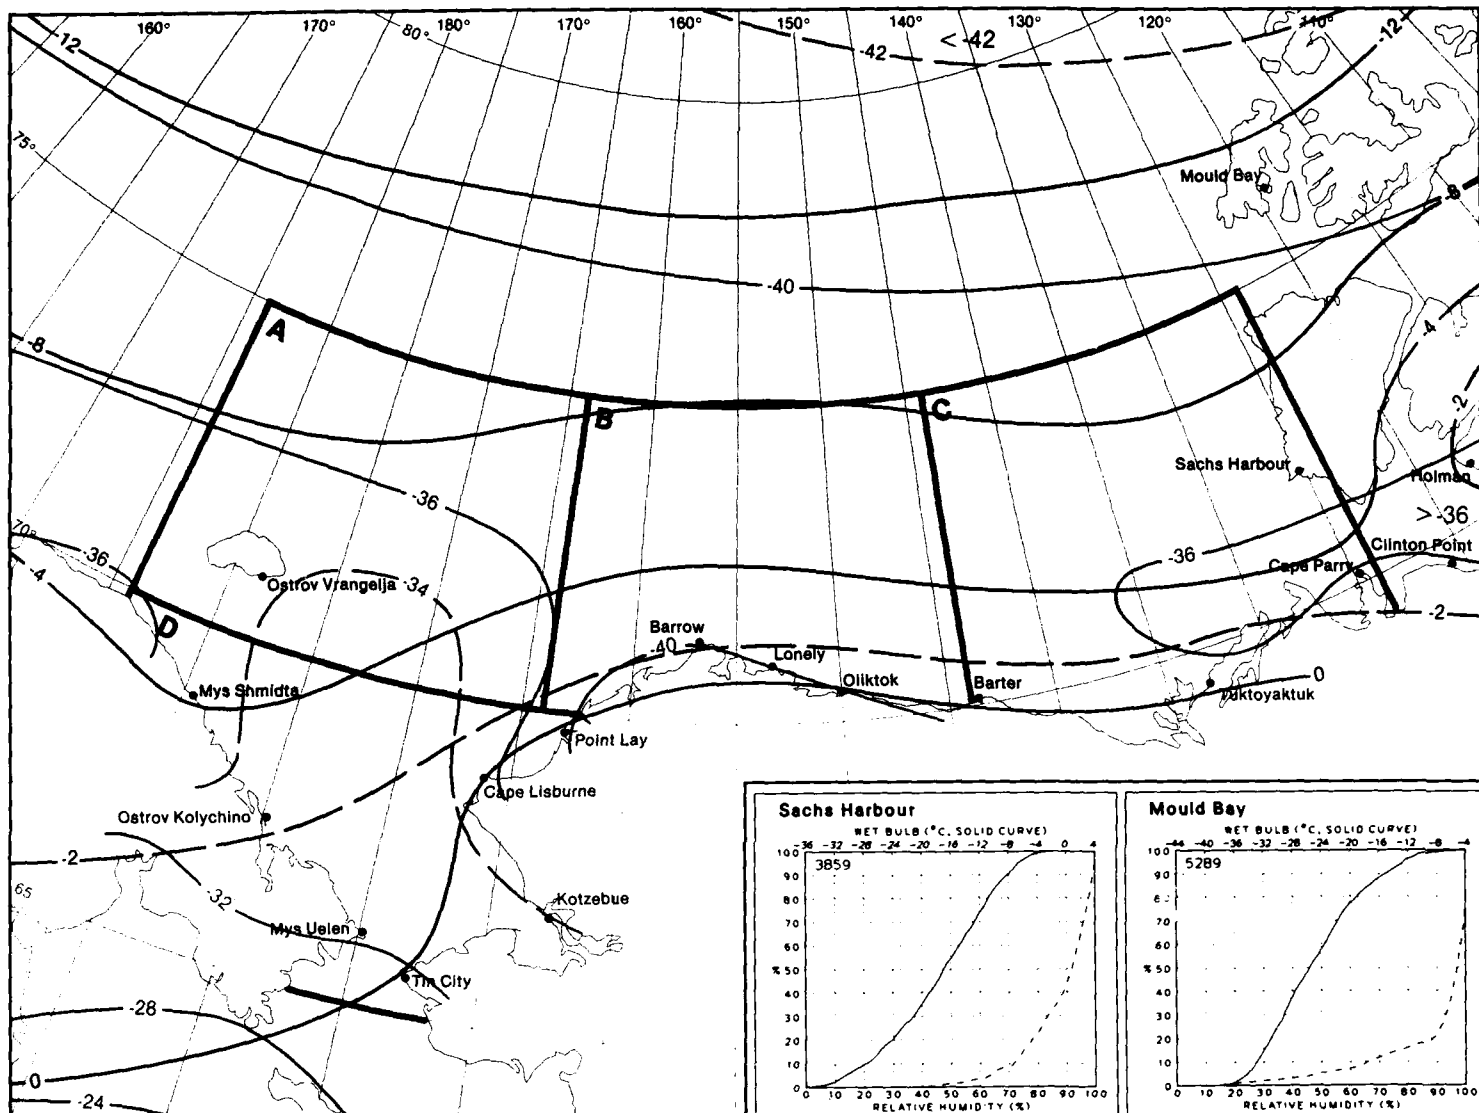 160° 170° 180° 170° 160° 150° 140° 130° 120° 110°
80°
-12
-42
< -42
-12
75°
Mould Bay
-8
-40
A
-8
B
C
-4
-2
-36
Sachs Harbour
Holman
> -36
70°
-36
-4
Ostrov Vrangelja
-34
-36
Clinton Point
Cape Parry
-2
D
Barrow
-40
Lonely
Oliktok
Barter
Tuktoyaktuk
0
Mys Shmidta
Point Lay
Cape Lisburne
Ostrov Kolychino
-2
65
-32
Kotzebue
Mys Uelen
Tin City
-28
0
-24
Sachs Harbour
WET BULB (°C, SOLID CURVE)
-36 -32 -28 -24 -20 -16 -12 -8 -4 0 4
3859
100
90
80
70
60
% 50
40
30
20
10
0
0 10 20 30 40 50 60 70 80 90 100
RELATIVE HUMIDITY (%)
Mould Bay
WET BULB (°C, SOLID CURVE)
-44 -40 -36 -32 -28 -24 -20 -16 -12 -8 -4
5289
100
90
80
70
60
% 50
40
30
20
10
0
0 10 20 30 40 50 60 70 80 90 100
RELATIVE HUMIDITY (%)